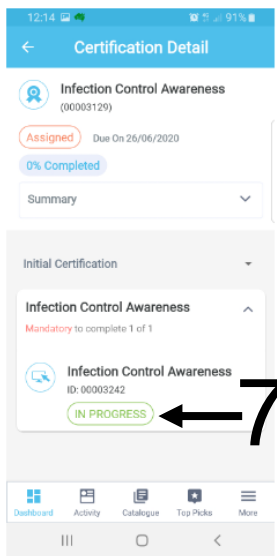 12:14 91%
Certification Detail
Infection Control Awareness
(00003129)
Assigned Due On 26/06/2020
0% Completed
Summary
Initial Certification
Infection Control Awareness
Mandatory to complete 1 of 1
Infection Control Awareness
ID: 00003242
IN PROGRESS
7
Dashboard Activity Catalogue Top Picks More